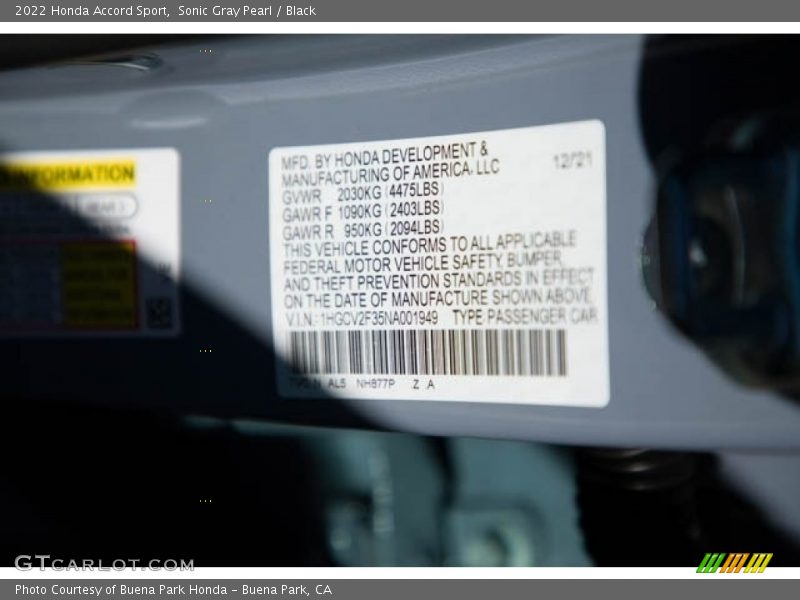 2022 Honda Accord Sport, Sonic Gray Pearl / Black
INFORMATION
MFD. BY HONDA DEVELOPMENT &
MANUFACTURING OF AMERICA, LLC
12/21
GVWR 2030KG (4475LBS)
GAWR F 1090KG (2403LBS)
GAWR R 950KG (2094LBS)
THIS VEHICLE CONFORMS TO ALL APPLICABLE
FEDERAL MOTOR VEHICLE SAFETY, BUMPER,
AND THEFT PREVENTION STANDARDS IN EFFECT
ON THE DATE OF MANUFACTURE SHOWN ABOVE.
V.I.N.: 1HGCV2F35NA001949 TYPE PASSENGER CAR
AL5 NH877P Z A
GTCARLOT.COM
Photo Courtesy of Buena Park Honda – Buena Park, CA